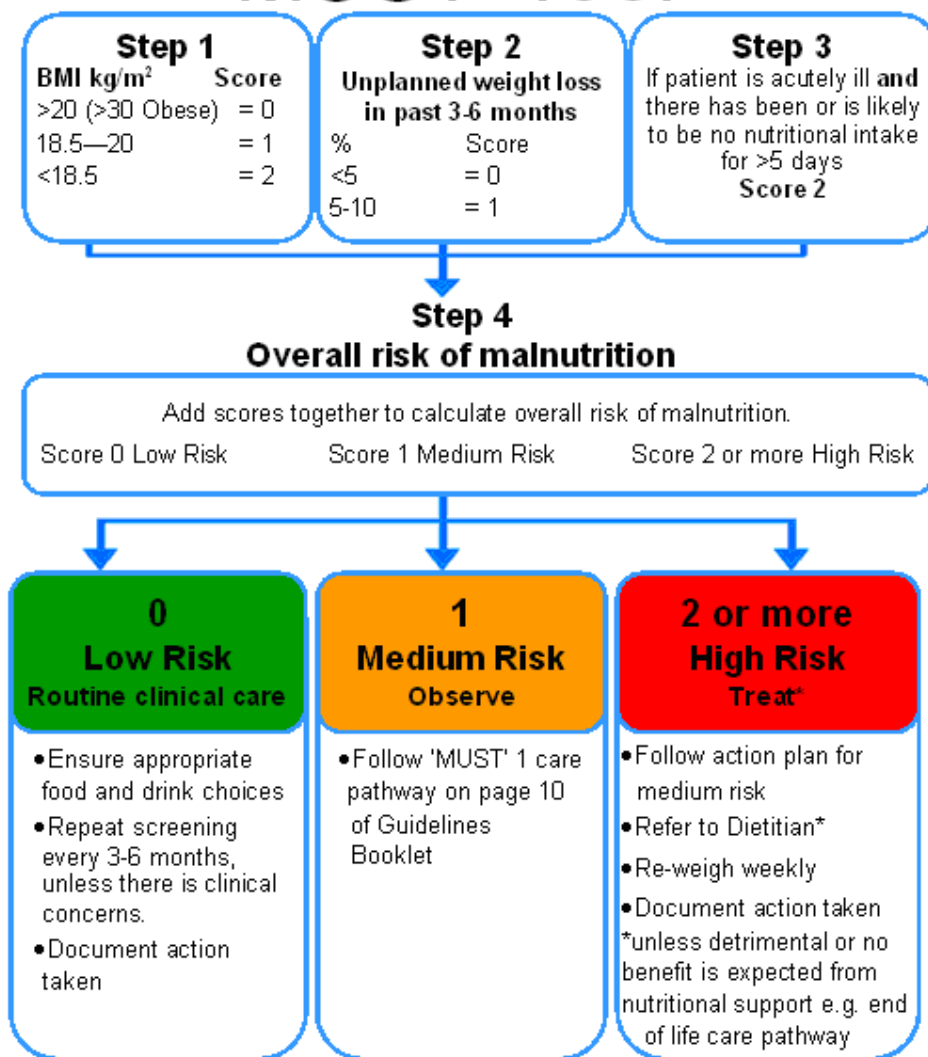 Step 1
BMI kg/m² Score
>20 (>30 Obese) = 0
18.5—20 = 1
<18.5 = 2
Step 2
Unplanned weight loss
in past 3-6 months
% Score
<5 = 0
5-10 = 1
Step 3
If patient is acutely ill and
there has been or is likely
to be no nutritional intake
for >5 days
Score 2
Step 4
Overall risk of malnutrition
Add scores together to calculate overall risk of malnutrition.
Score 0 Low Risk Score 1 Medium Risk Score 2 or more High Risk
0
Low Risk
Routine clinical care
•Ensure appropriate
food and drink choices
•Repeat screening
every 3-6 months,
unless there is clinical
concerns.
•Document action
taken
1
Medium Risk
Observe
•Follow 'MUST' 1 care
pathway on page 10
of Guidelines
Booklet
2 or more
High Risk
Treat*
•Follow action plan for
medium risk
•Refer to Dietitian*
•Re-weigh weekly
•Document action taken
*unless detrimental or no
benefit is expected from
nutritional support e.g. end
of life care pathway